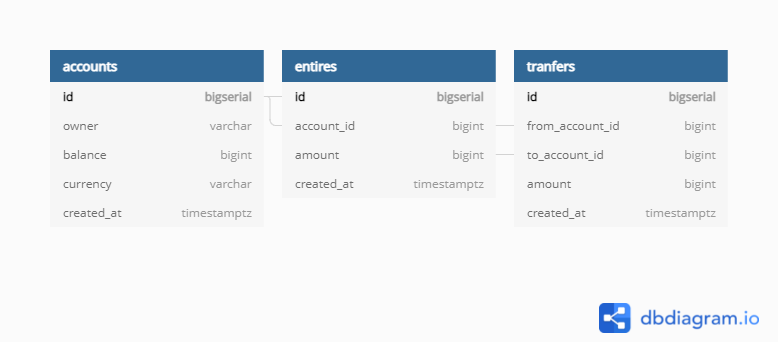 accounts
id bigserial
owner varchar
balance bigint
currency varchar
created_at timestamptz
entires
id bigserial
account_id bigint
amount bigint
created_at timestamptz
tranfers
id bigserial
from_account_id bigint
to_account_id bigint
amount bigint
created_at timestamptz
dbdiagram.io